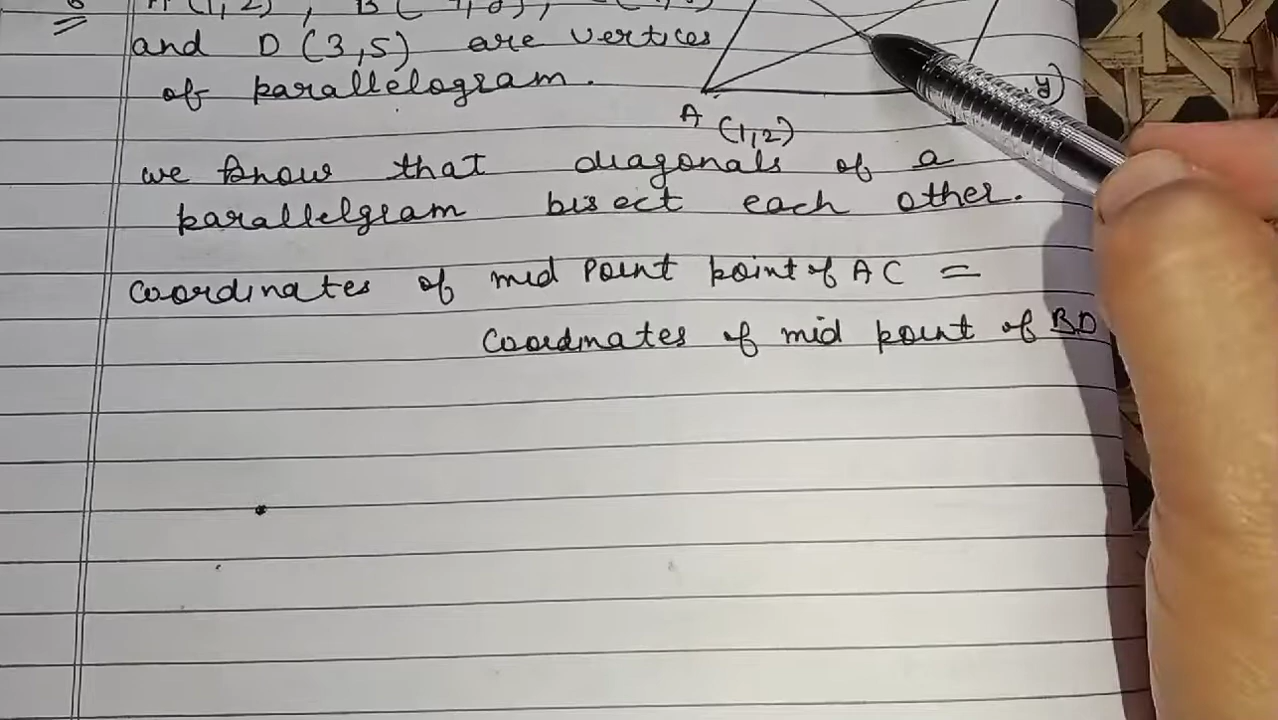 and D (3,5) are vertices
of parallelogram.
A (1,2)
we know that diagonals of a
parallelgram bisect each other.
Coordinates of mid point point of AC =
Coordnates of mid point of BD